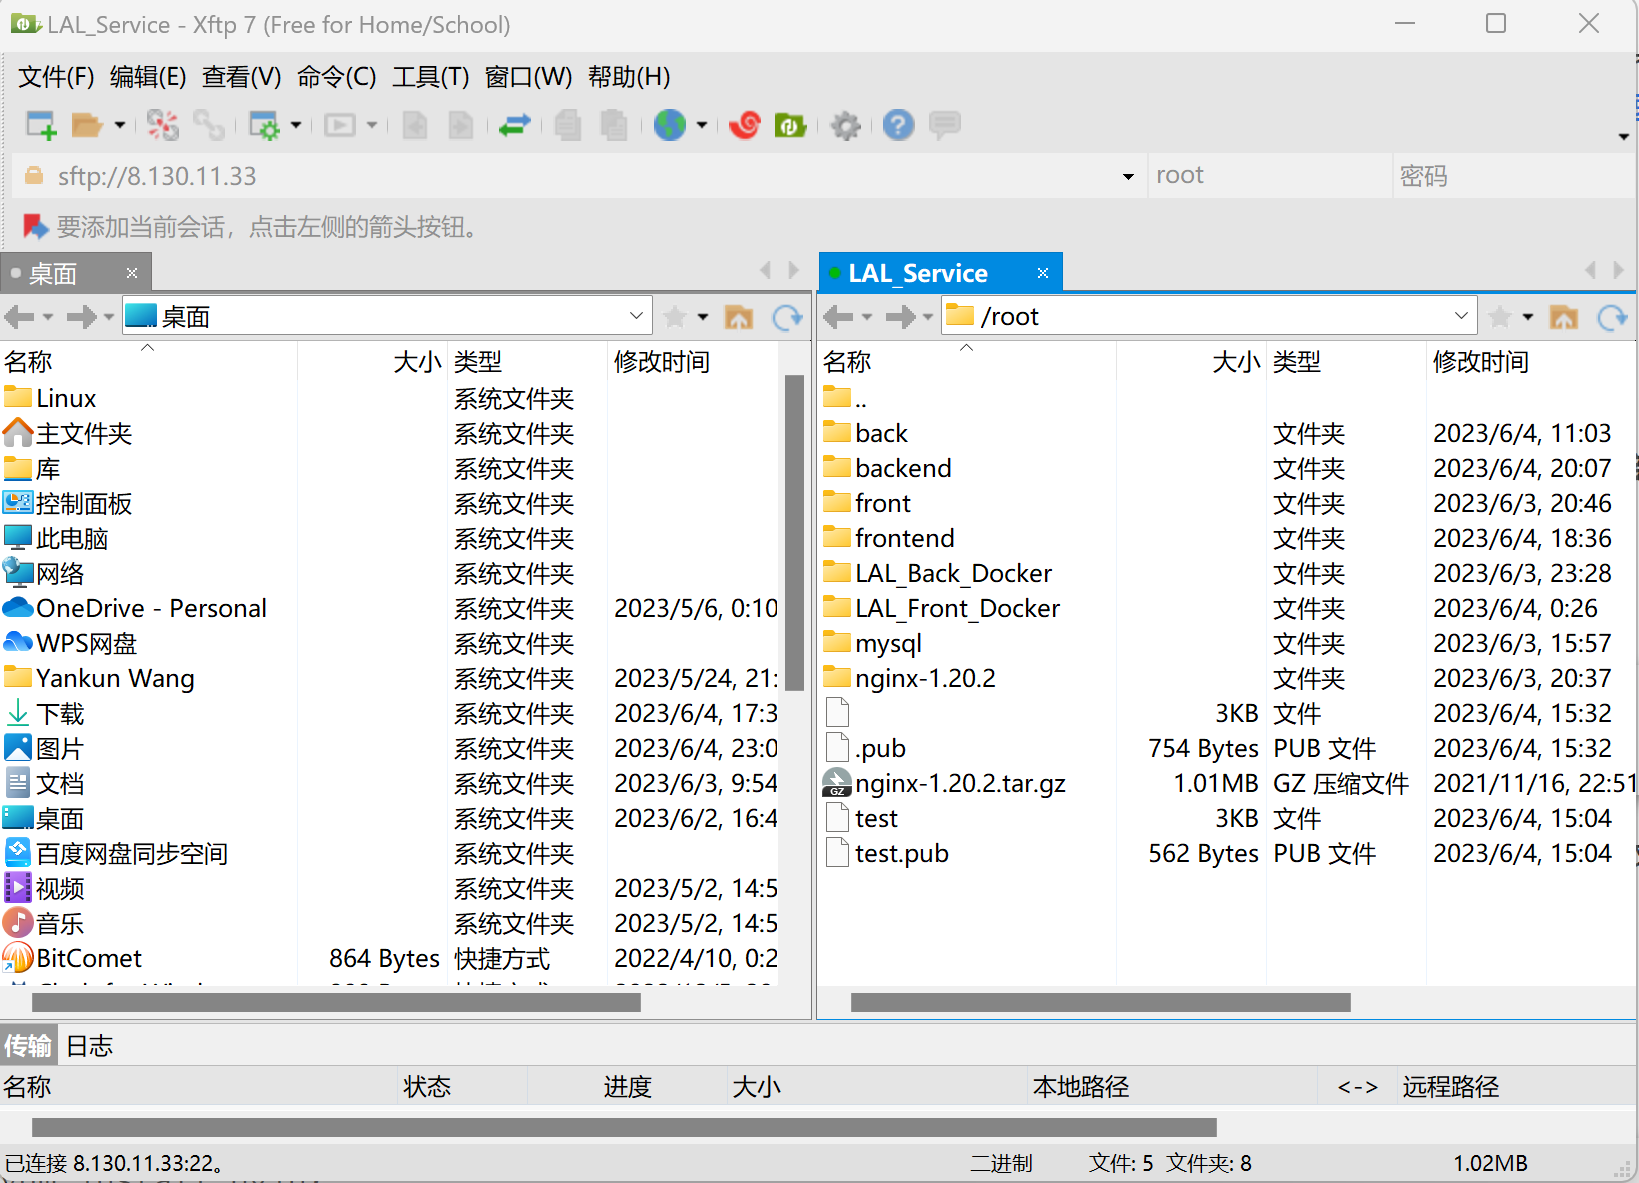 LAL_Service - Xftp 7 (Free for Home/School)
文件(F) 编辑(E) 查看(V) 命令(C) 工具(T) 窗口(W) 帮助(H)
sftp://8.130.11.33 root 密码
要添加当前会话，点击左侧的箭头按钮。
桌面 LAL_Service
桌面 /root
名称 大小 类型 修改时间
Linux 系统文件夹
主文件夹 系统文件夹
库 系统文件夹
控制面板 系统文件夹
此电脑 系统文件夹
网络 系统文件夹
OneDrive - Personal 系统文件夹 2023/5/6, 0:10
WPS网盘 系统文件夹
Yankun Wang 系统文件夹 2023/5/24, 21:
下载 系统文件夹 2023/6/4, 17:3
图片 系统文件夹 2023/6/4, 23:0
文档 系统文件夹 2023/6/3, 9:54
桌面 系统文件夹 2023/6/2, 16:4
百度网盘同步空间 系统文件夹
视频 系统文件夹 2023/5/2, 14:5
音乐 系统文件夹 2023/5/2, 14:5
BitComet 864 Bytes 快捷方式 2022/4/10, 0:2
名称 大小 类型 修改时间
..
back 文件夹 2023/6/4, 11:03
backend 文件夹 2023/6/4, 20:07
front 文件夹 2023/6/3, 20:46
frontend 文件夹 2023/6/4, 18:36
LAL_Back_Docker 文件夹 2023/6/3, 23:28
LAL_Front_Docker 文件夹 2023/6/4, 0:26
mysql 文件夹 2023/6/3, 15:57
nginx-1.20.2 文件夹 2023/6/3, 20:37
3KB 文件 2023/6/4, 15:32
.pub 754 Bytes PUB 文件 2023/6/4, 15:32
nginx-1.20.2.tar.gz 1.01MB GZ 压缩文件 2021/11/16, 22:51
test 3KB 文件 2023/6/4, 15:04
test.pub 562 Bytes PUB 文件 2023/6/4, 15:04
传输 日志
名称 状态 进度 大小 本地路径 <-> 远程路径
已连接 8.130.11.33:22。 二进制 文件: 5 文件夹: 8 1.02MB